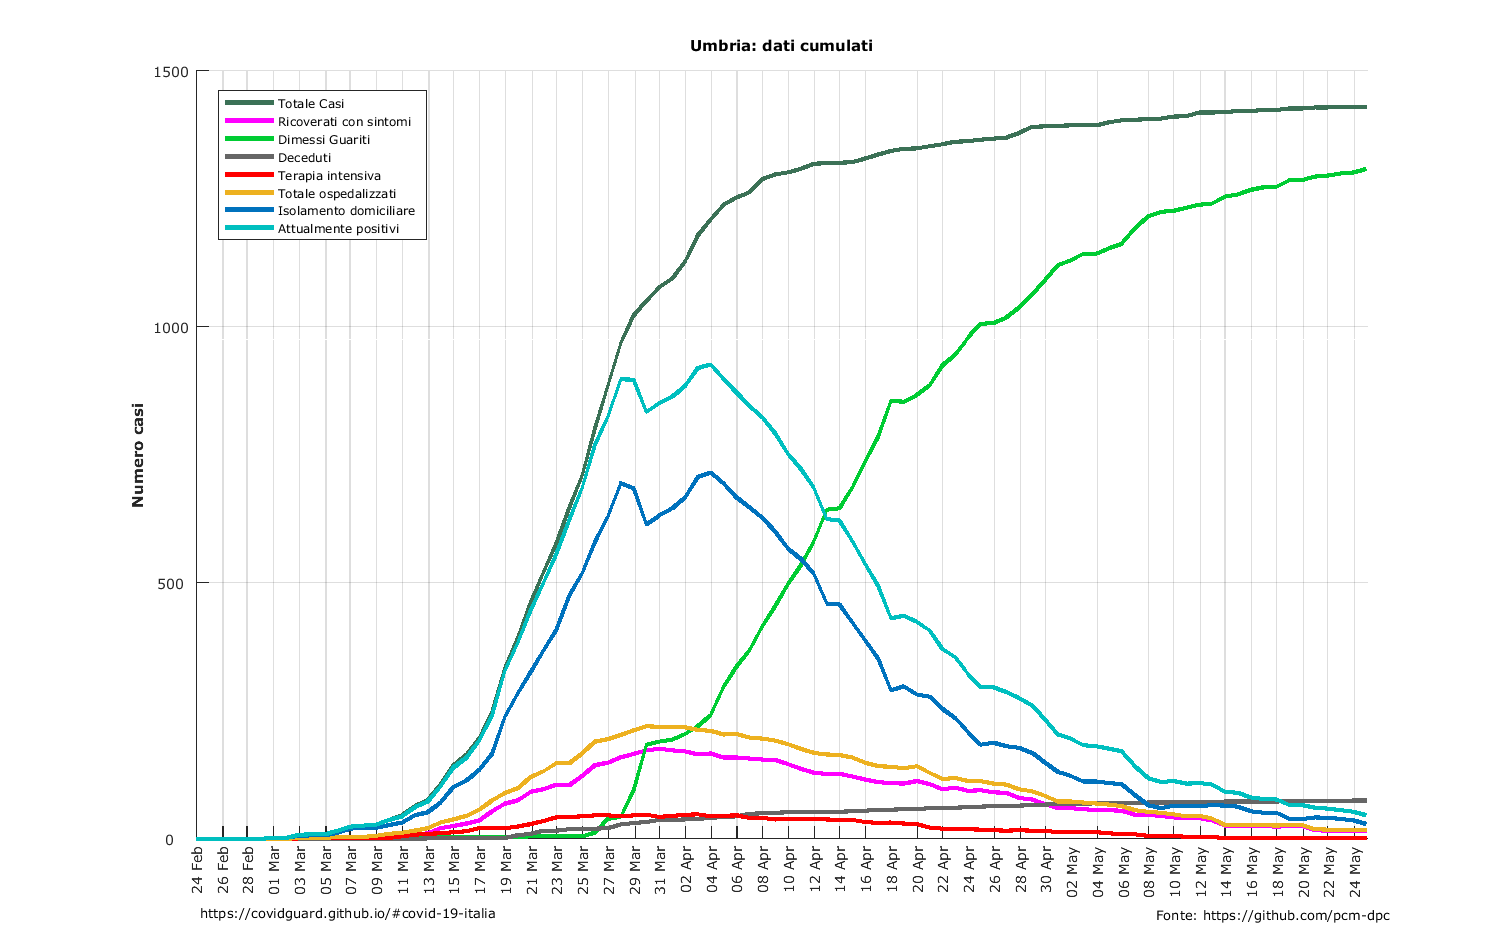 Umbria: dati cumulati
1500
1000
500
0
Numero casi
Totale Casi
Ricoverati con sintomi
Dimessi Guariti
Deceduti
Terapia intensiva
Totale ospedalizzati
Isolamento domiciliare
Attualmente positivi
24 Feb
26 Feb
28 Feb
01 Mar
03 Mar
05 Mar
07 Mar
09 Mar
11 Mar
13 Mar
15 Mar
17 Mar
19 Mar
21 Mar
23 Mar
25 Mar
27 Mar
29 Mar
31 Mar
02 Apr
04 Apr
06 Apr
08 Apr
10 Apr
12 Apr
14 Apr
16 Apr
18 Apr
20 Apr
22 Apr
24 Apr
26 Apr
28 Apr
30 Apr
02 May
04 May
06 May
08 May
10 May
12 May
14 May
16 May
18 May
20 May
22 May
24 May
https://covidguard.github.io/#covid-19-italia
Fonte: https://github.com/pcm-dpc